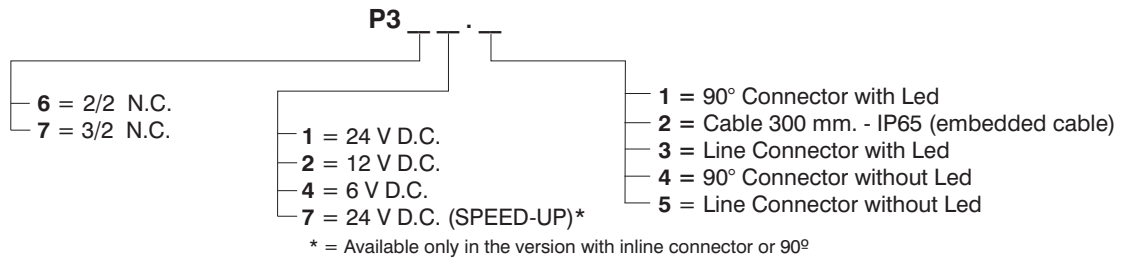 P3 _ _ . _
6 = 2/2 N.C.
7 = 3/2 N.C.
1 = 24 V D.C.
2 = 12 V D.C.
4 = 6 V D.C.
7 = 24 V D.C. (SPEED-UP)*
* = Available only in the version with inline connector or 90º
1 = 90° Connector with Led
2 = Cable 300 mm. - IP65 (embedded cable)
3 = Line Connector with Led
4 = 90° Connector without Led
5 = Line Connector without Led